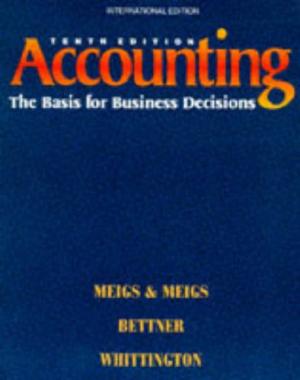 INTERNATIONAL EDITION
TENTH EDITION
Accounting
The Basis for Business Decisions
MEIGS & MEIGS
BETTNER
WHITTINGTON